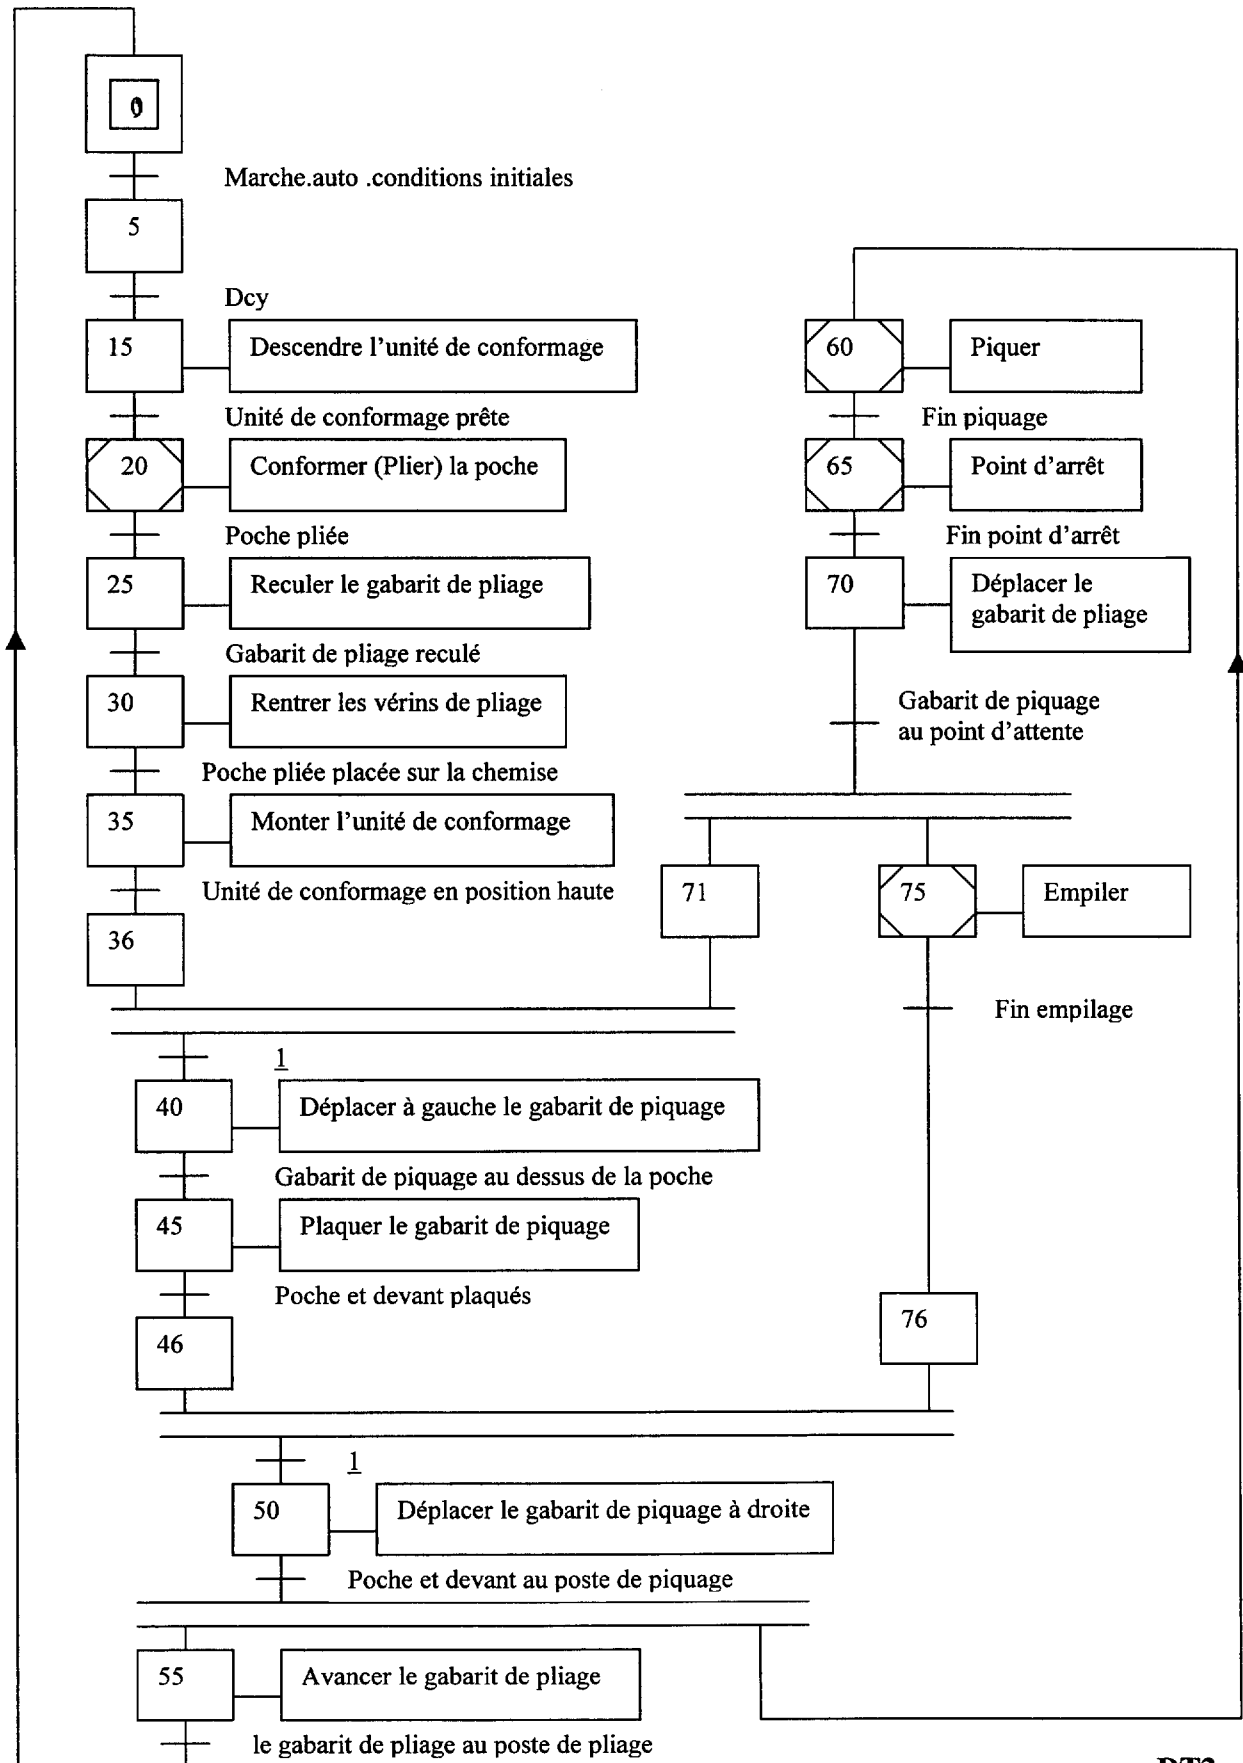 0
Marche.auto .conditions initiales
5
Dcy
15
Descendre l'unité de conformage
Unité de conformage prête
20
Conformer (Plier) la poche
Poche pliée
25
Reculer le gabarit de pliage
Gabarit de pliage reculé
30
Rentrer les vérins de pliage
Poche pliée placée sur la chemise
35
Monter l'unité de conformage
Unité de conformage en position haute
36
60
Piquer
Fin piquage
65
Point d'arrêt
Fin point d'arrêt
70
Déplacer le
gabarit de pliage
Gabarit de piquage
au point d'attente
71
75
Empiler
Fin empilage
76
1
40
Déplacer à gauche le gabarit de piquage
Gabarit de piquage au dessus de la poche
45
Plaquer le gabarit de piquage
Poche et devant plaqués
46
1
50
Déplacer le gabarit de piquage à droite
Poche et devant au poste de piquage
55
Avancer le gabarit de pliage
le gabarit de pliage au poste de pliage